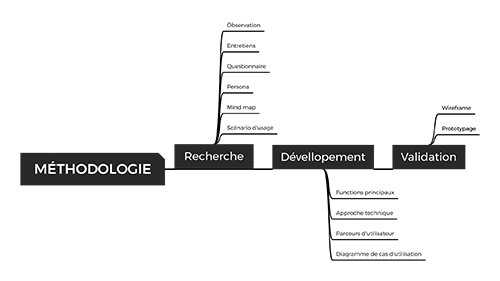 Observation
Entretiens
Questionnaire
Persona
Mind map
Scénario d'usage
Wireframe
Prototypage
MÉTHODOLOGIE
Recherche
Dévellopement
Validation
Functions principaux
Approche technique
Parcours d'utilisateur
Diagramme de cas d'utilisation